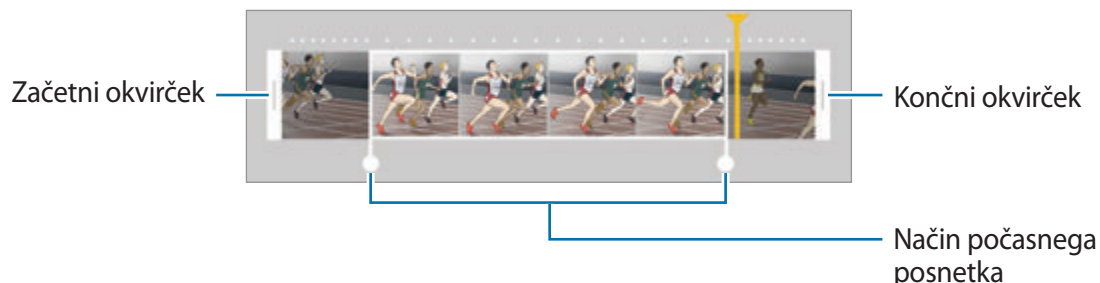 Začetni okvirček
Končni okvirček
Način počasnega
posnetka